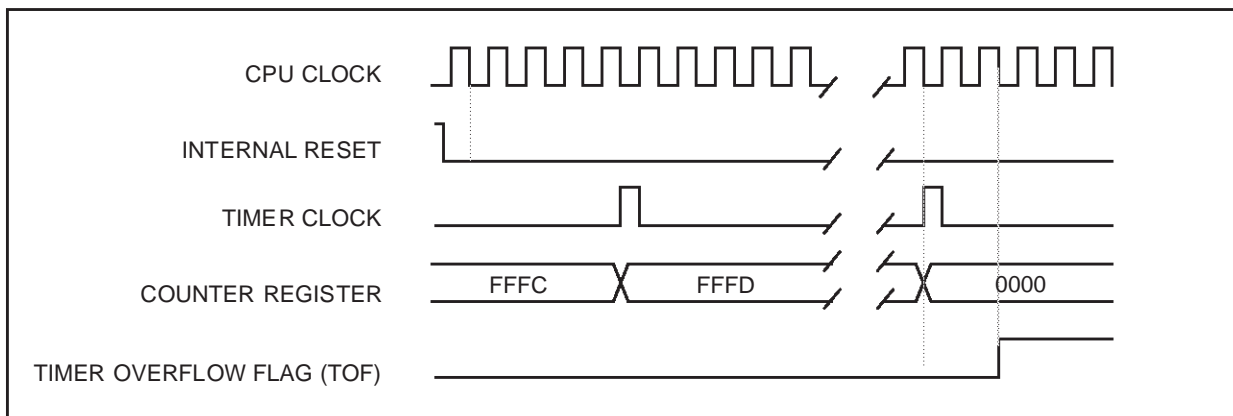 CPU CLOCK
INTERNAL RESET
TIMER CLOCK
COUNTER REGISTER FFFC FFFD 0000
TIMER OVERFLOW FLAG (TOF)